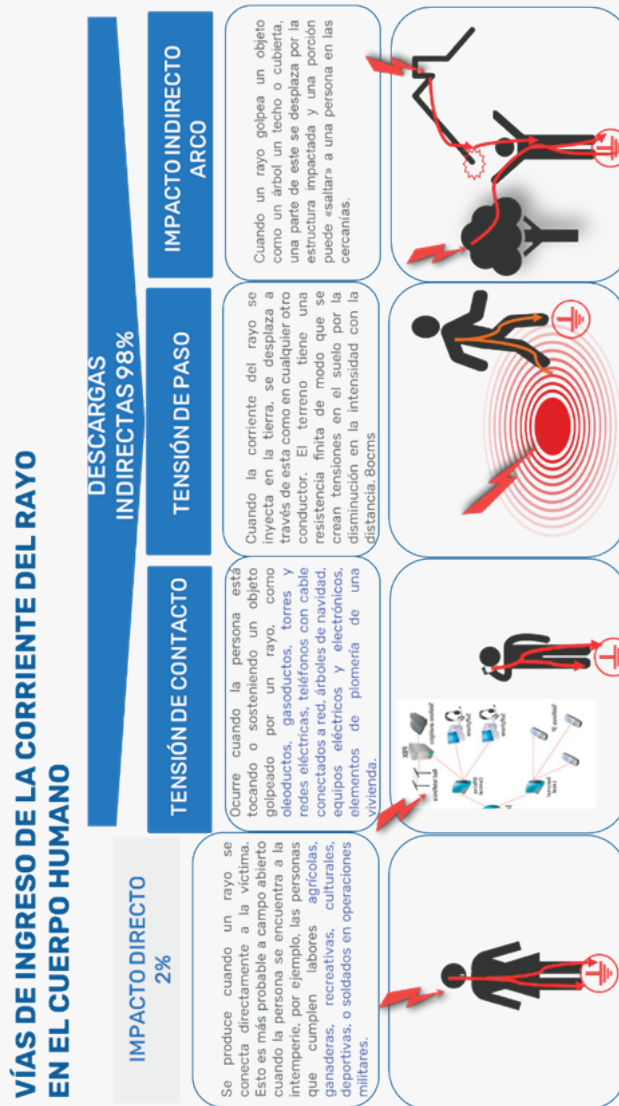 VÍAS DE INGRESO DE LA CORRIENTE DEL RAYO
EN EL CUERPO HUMANO
IMPACTO DIRECTO
2%
Se produce cuando un rayo se
conecta directamente a la víctima.
Esto es más probable a campo abierto
cuando la persona se encuentra a la
intemperie, por ejemplo, las personas
que cumplen labores agrícolas,
ganaderas, recreativas, culturales,
deportivas, o soldados en operaciones
militares.
DESCARGAS
INDIRECTAS 98%
TENSIÓN DE CONTACTO
Ocurre cuando la persona está
tocando o sosteniendo un objeto
golpeado por un rayo, como
oleoductos, gasoductos, torres y
redes eléctricas, teléfonos con cable
conectados a red, árboles de navidad,
equipos eléctricos y electrónicos,
elementos de plomería de una
vivienda.
TENSIÓN DE PASO
Cuando la corriente del rayo se
inyecta en la tierra, se desplaza a
través de esta como en cualquier otro
conductor. El terreno tiene una
resistencia finita de modo que se
crean tensiones en el suelo por la
disminución en la intensidad con la
distancia. 80cms
IMPACTO INDIRECTO
ARCO
Cuando un rayo golpea un objeto
como un árbol un techo o cubierta,
una parte de este se desplaza por la
estructura impactada y una porción
puede «saltar» a una persona en las
cercanías.